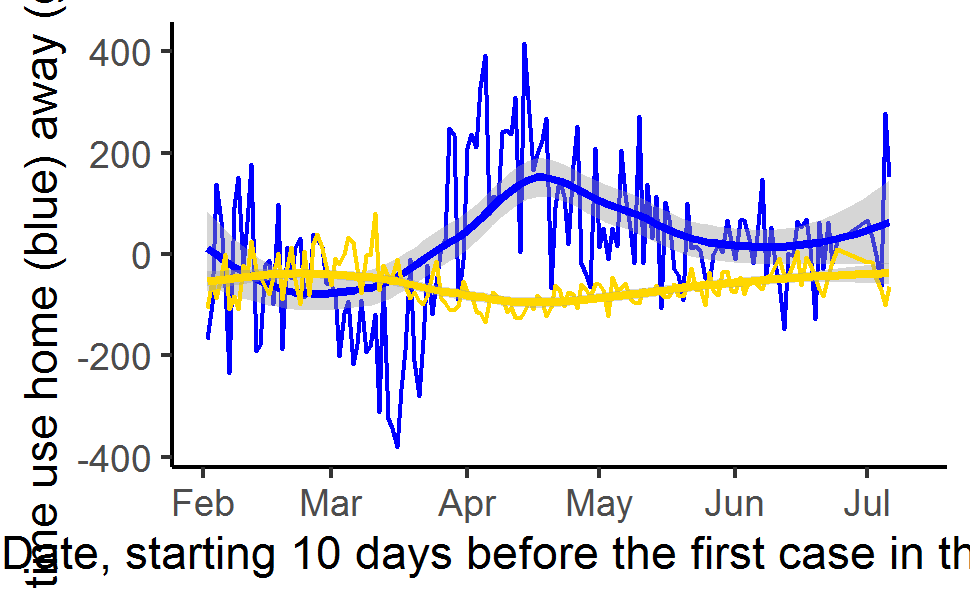 time use home (blue) away (
400
200
0
-200
-400
Feb Mar Apr May Jun Jul
Date, starting 10 days before the first case in th